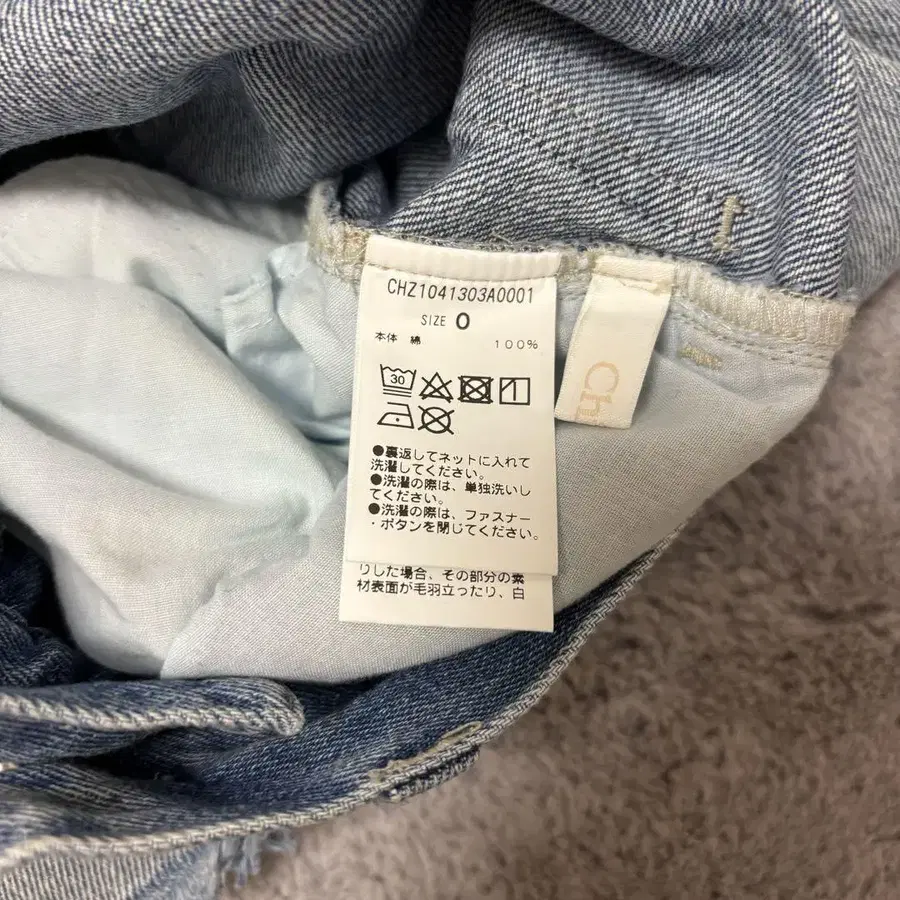 CHZ1041303A0001
SIZE 0
本体 綿 100%
30
●裏返してネットに入れて
洗濯してください。
●洗濯の際は、単独洗いし
てください。
●洗濯の際は、ファスナー
・ボタンを閉じてください。
りした場合、その部分の素
材表面が毛羽立ったり、白
Ch